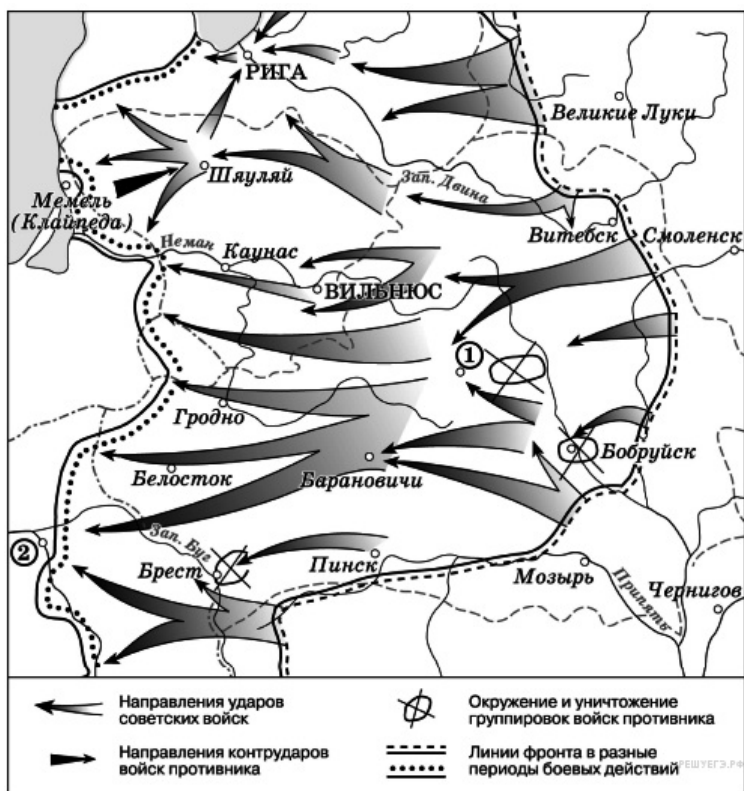 РИГА
Великие Луки
Шяуляй
Зап. Двина
Мемель
(Клайпеда)
Витебск
Смоленск
Неман
Каунас
ВИЛЬНЮС
1
Гродно
Бобруйск
Белосток
Барановичи
2
Зап. Буг
Брест
Пинск
Мозырь
Припять
Чернигов
Направления ударов
советских войск
Окружение и уничтожение
группировок войск противника
Направления контрударов
войск противника
Линии фронта в разные
периоды боевых действий
РЕШУЕГЭ.РФ